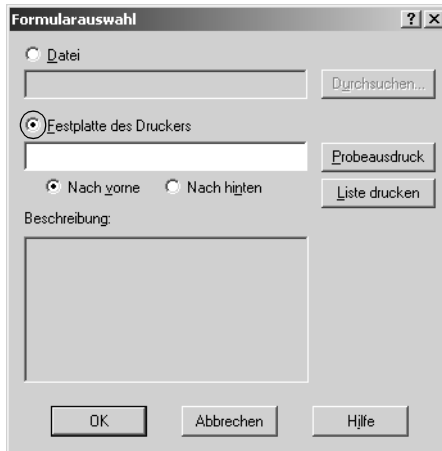 Formularauswahl
Datei
Durchsuchen...
Festplatte des Druckers
Probeausdruck
Nach vorne
Nach hinten
Liste drucken
Beschreibung:
OK
Abbrechen
Hilfe